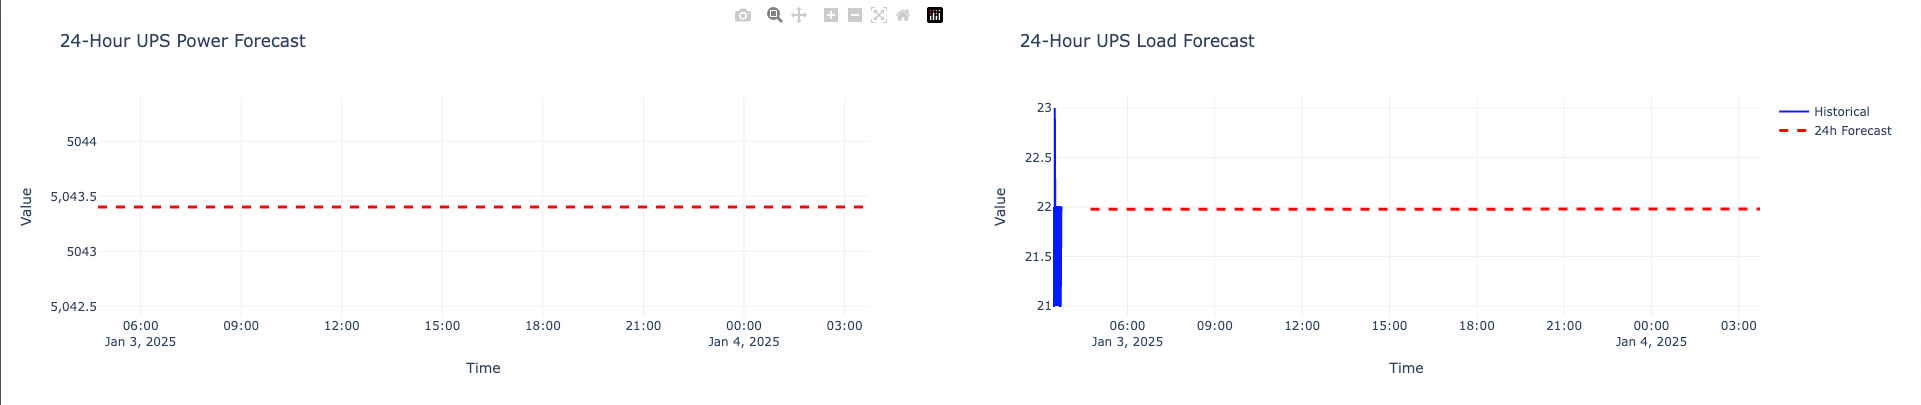 24-Hour UPS Power Forecast
Value
5044
5,043.5
5043
5,042.5
06:00 09:00 12:00 15:00 18:00 21:00 00:00 03:00
Jan 3, 2025 Jan 4, 2025
Time
24-Hour UPS Load Forecast
Value
23
22.5
22
21.5
21
06:00 09:00 12:00 15:00 18:00 21:00 00:00 03:00
Jan 3, 2025 Jan 4, 2025
Time
Historical
24h Forecast